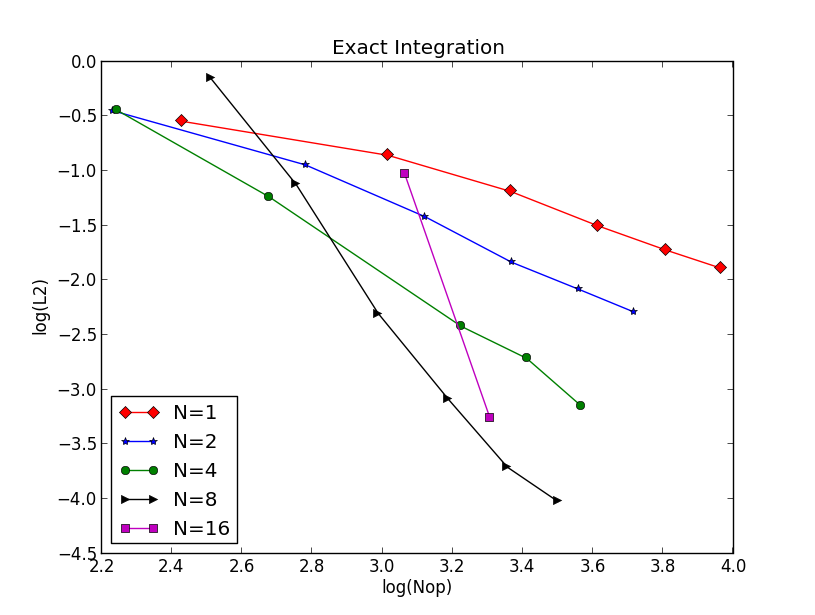 Exact Integration
0.0
−0.5
−1.0
−1.5
−2.0
−2.5
−3.0
−3.5
−4.0
−4.5
log(L2)
N=1
N=2
N=4
N=8
N=16
2.2 2.4 2.6 2.8 3.0 3.2 3.4 3.6 3.8 4.0
log(Nop)